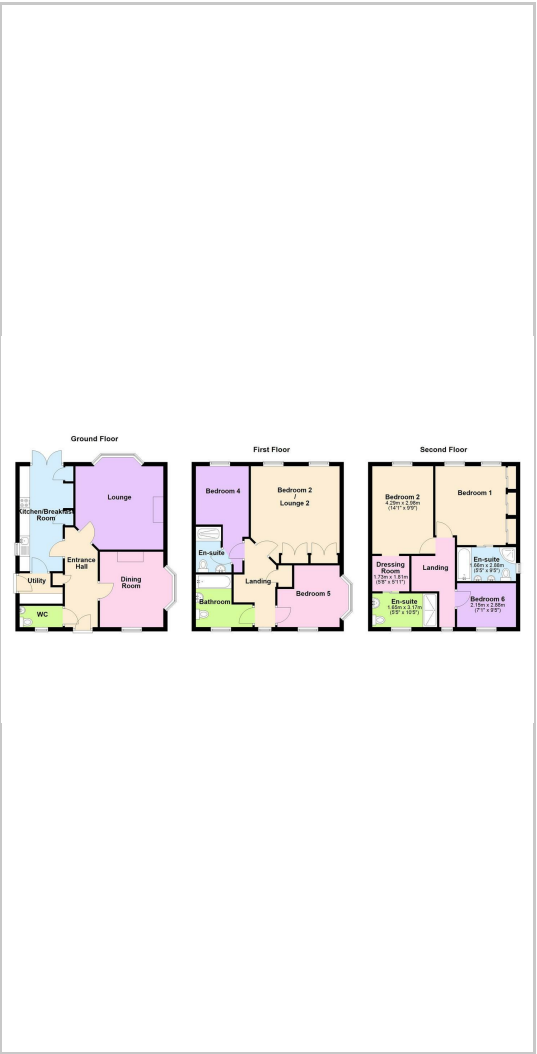 Ground Floor
Kitchen/Breakfast
Room
Lounge
Entrance
Hall
Utility
Dining
Room
WC
First Floor
Bedroom 4
Bedroom 2
/
Lounge 2
En-suite
Landing
Bathroom
Bedroom 5
Second Floor
Bedroom 2
4.29m x 2.96m
(14'1" x 9'9")
Bedroom 1
Dressing
Room
1.73m x 1.81m
(5'8" x 5'11")
Landing
En-suite
1.66m x 2.86m
(5'5" x 9'5")
En-suite
1.65m x 3.17m
(5'5" x 10'5")
Bedroom 6
2.15m x 2.86m
(7'1" x 9'5")